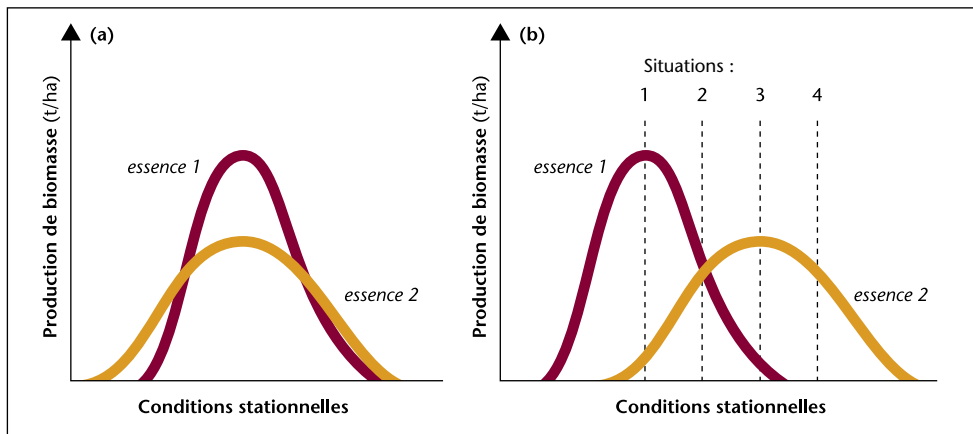 (a)
Production de biomasse (t/ha)
essence 1
essence 2
Conditions stationnelles
(b)
Situations :
1 2 3 4
Production de biomasse (t/ha)
essence 1
essence 2
Conditions stationnelles